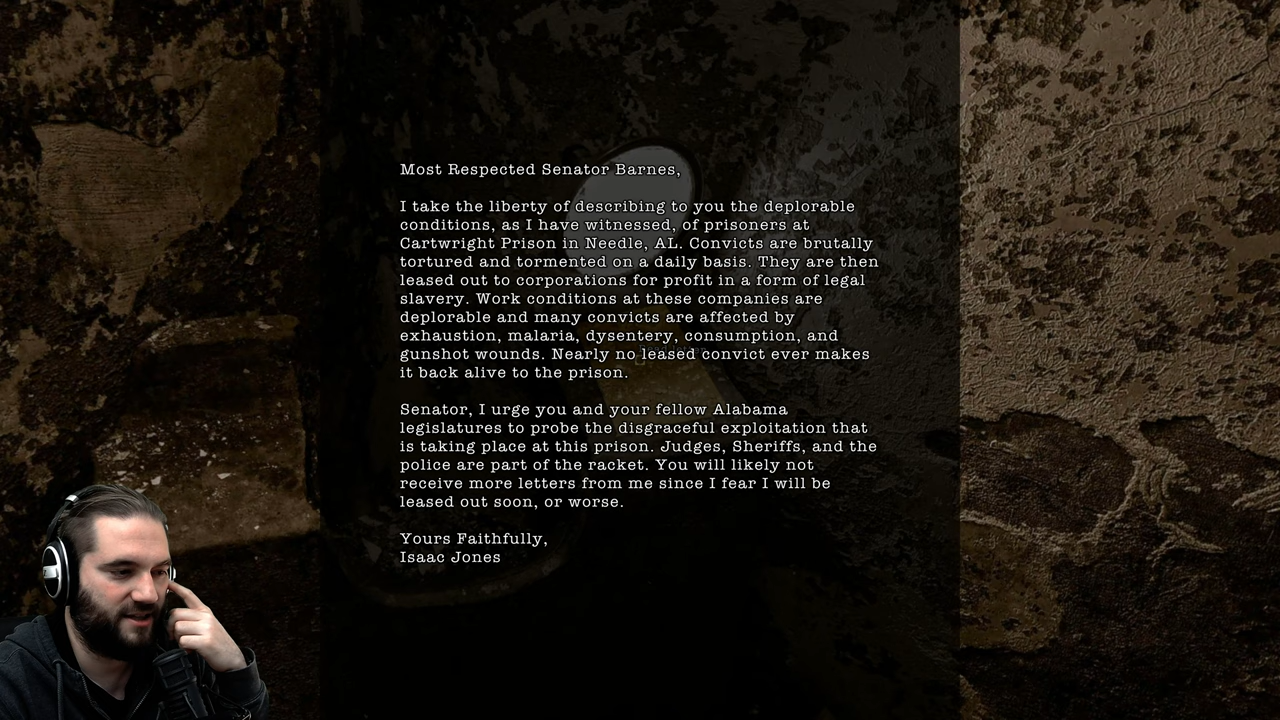 Most Respected Senator Barnes,
I take the liberty of describing to you the deplorable
conditions, as I have witnessed, of prisoners at
Cartwright Prison in Needle, AL. Convicts are brutally
tortured and tormented on a daily basis. They are then
leased out to corporations for profit in a form of legal
slavery. Work conditions at these companies are
deplorable and many convicts are affected by
exhaustion, malaria, dysentery, consumption, and
gunshot wounds. Nearly no leased convict ever makes
it back alive to the prison.
Senator, I urge you and your fellow Alabama
legislatures to probe the disgraceful exploitation that
is taking place at this prison. Judges, Sheriffs, and the
police are part of the racket. You will likely not
receive more letters from me since I fear I will be
leased out soon, or worse.
Yours Faithfully,
Isaac Jones